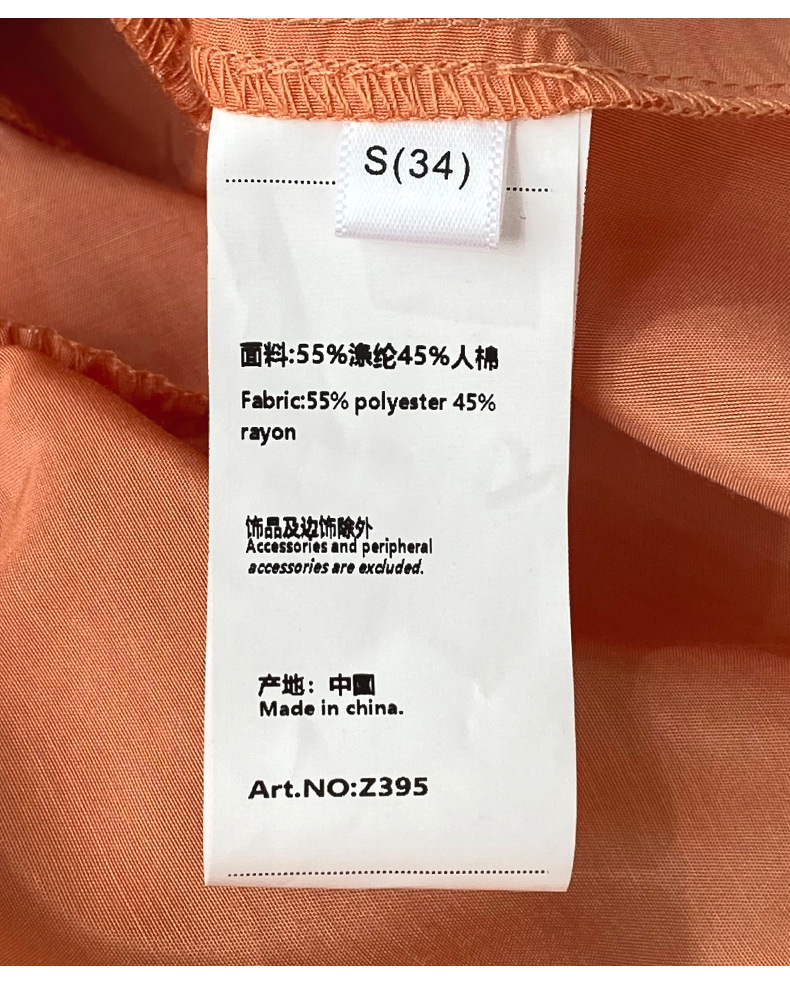 S(34)
面料:55%涤纶45%人棉
Fabric:55% polyester 45%
rayon
饰品及边饰除外
Accessories and peripheral
accessories are excluded.
产地：中国
Made in china.
Art.NO:Z395